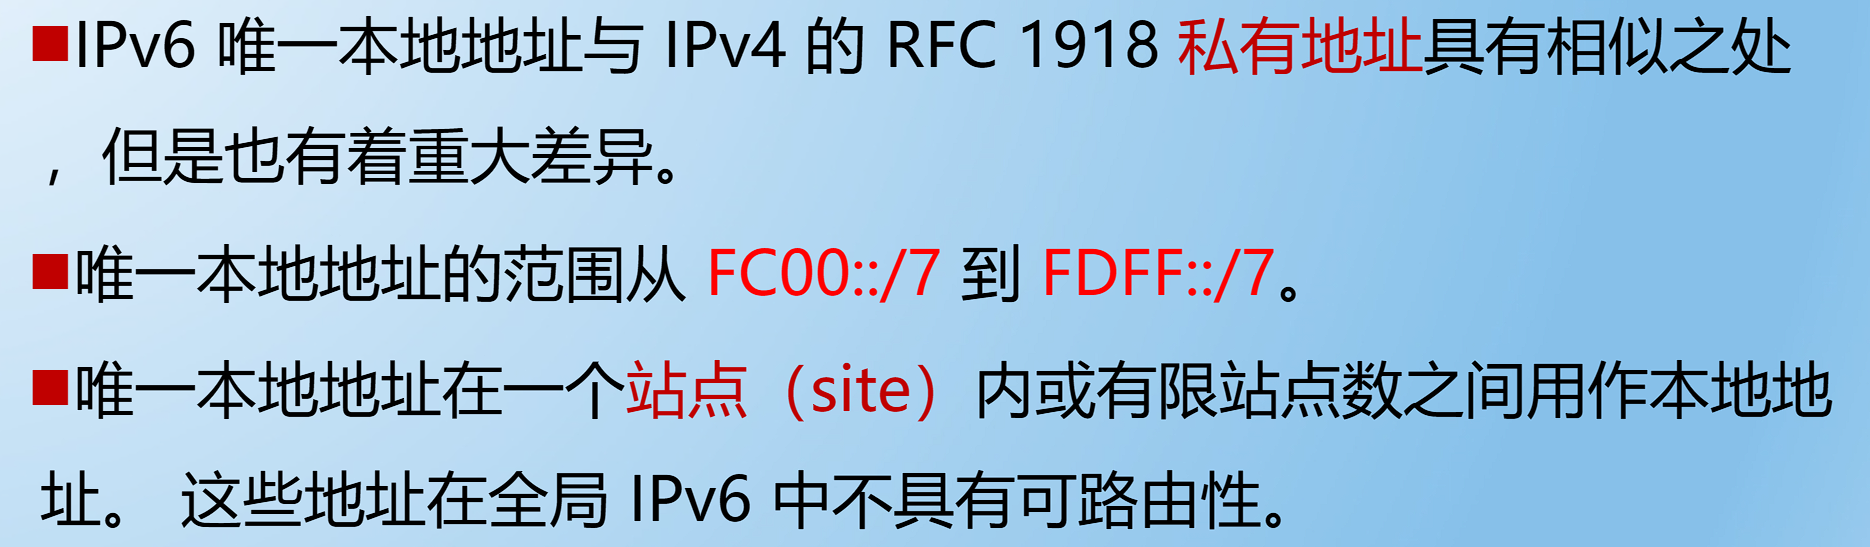 ■IPv6 唯一本地地址与 IPv4 的 RFC 1918 私有地址具有相似之处
，但是也有着重大差异。
■唯一本地地址的范围从 FC00::/7 到 FDFF::/7。
■唯一本地地址在一个站点（site）内或有限站点数之间用作本地地
址。 这些地址在全局 IPv6 中不具有可路由性。